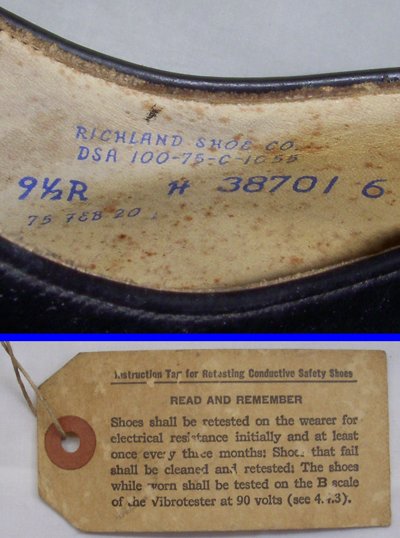 RICHLAND SHOE CO.
DSA 100-75-C-1055
9½R H 38701 6
75 FEB 20
Instruction Tag for Retesting Conductive Safety Shoes
READ AND REMEMBER
Shoes shall be retested on the wearer for
electrical resistance initially and at least
once every three months; Shoes that fail
shall be cleaned and retested; The shoes
while worn shall be tested on the B scale
of the Vibrotester at 90 volts (see